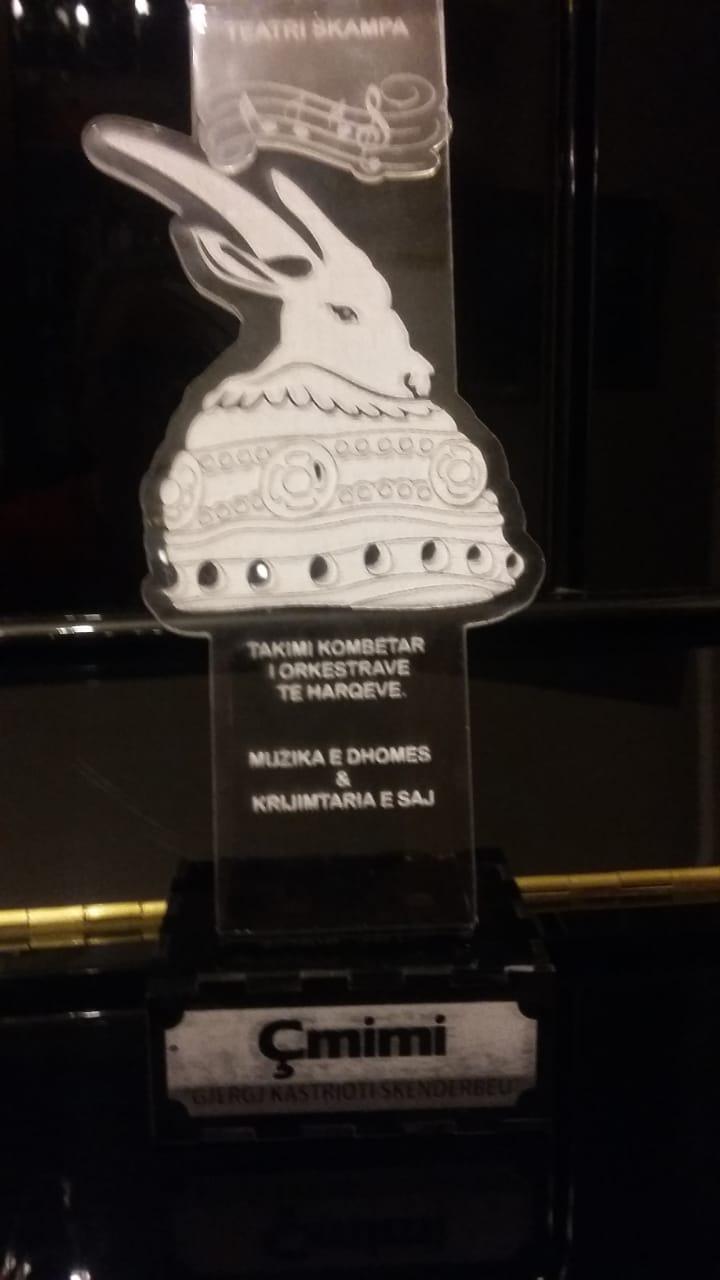 TEATRI SKAMPA
TAKIMI KOMBETAR
I ORKESTRAVE
TE HARQEVE.
MUZIKA E DHOMES
&
KRIJIMTARIA E SAJ
Çmimi
"GJERGJ KASTRIOTI SKENDERBEU"